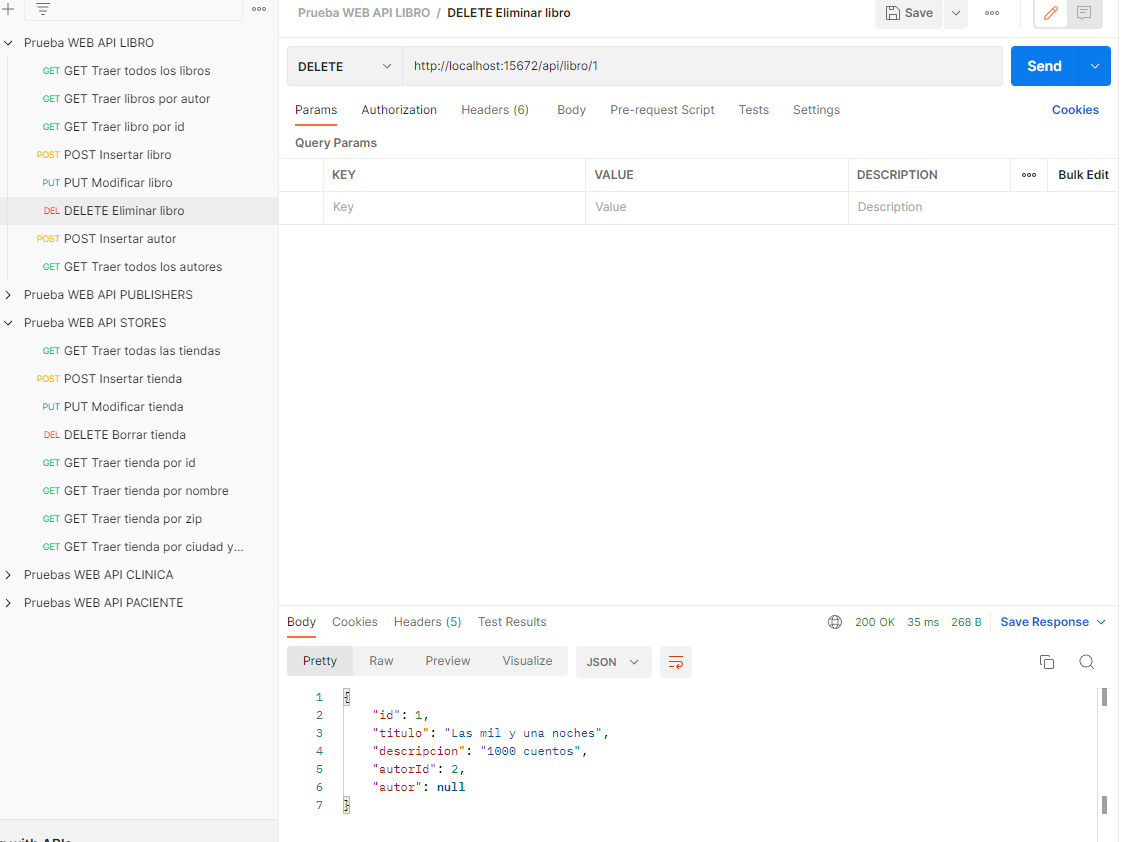 Prueba WEB API LIBRO / DELETE Eliminar libro
Save
Prueba WEB API LIBRO
GET GET Traer todos los libros
GET GET Traer libros por autor
GET GET Traer libro por id
POST POST Insertar libro
PUT PUT Modificar libro
DEL DELETE Eliminar libro
POST POST Insertar autor
GET GET Traer todos los autores
Prueba WEB API PUBLISHERS
Prueba WEB API STORES
GET GET Traer todas las tiendas
POST POST Insertar tienda
PUT PUT Modificar tienda
DEL DELETE Borrar tienda
GET GET Traer tienda por id
GET GET Traer tienda por nombre
GET GET Traer tienda por zip
GET GET Traer tienda por ciudad y...
Pruebas WEB API CLINICA
Pruebas WEB API PACIENTE
DELETE http://localhost:15672/api/libro/1 Send
Params Authorization Headers (6) Body Pre-request Script Tests Settings Cookies
Query Params
KEY VALUE DESCRIPTION Bulk Edit
Key Value Description
Body Cookies Headers (5) Test Results 200 OK 35 ms 268 B Save Response
Pretty Raw Preview Visualize JSON
1 {
2 "id": 1,
3 "titulo": "Las mil y una noches",
4 "descripcion": "1000 cuentos",
5 "autorId": 2,
6 "autor": null
7 }